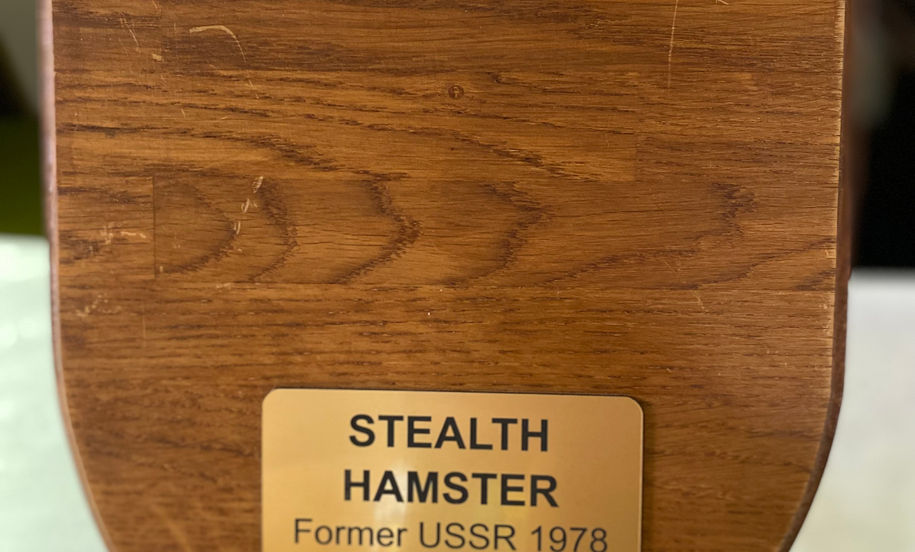 STEALTH
HAMSTER
Former USSR 1978